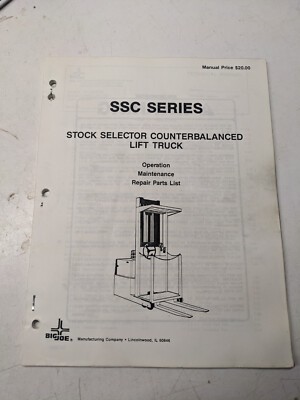 Manual Price $20.00
SSC SERIES
STOCK SELECTOR COUNTERBALANCED
LIFT TRUCK
Operation
Maintenance
Repair Parts List
BIG JOE®
Manufacturing Company • Lincolnwood, IL 60646